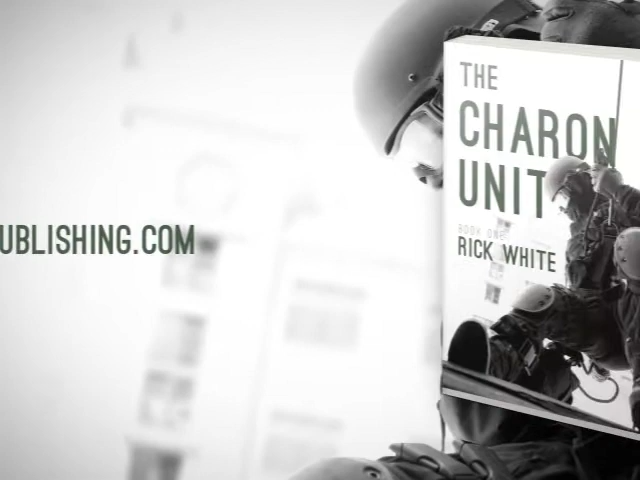 UBLISHING.COM
THE
CHARON
UNIT
BOOK ONE
RICK WHITE